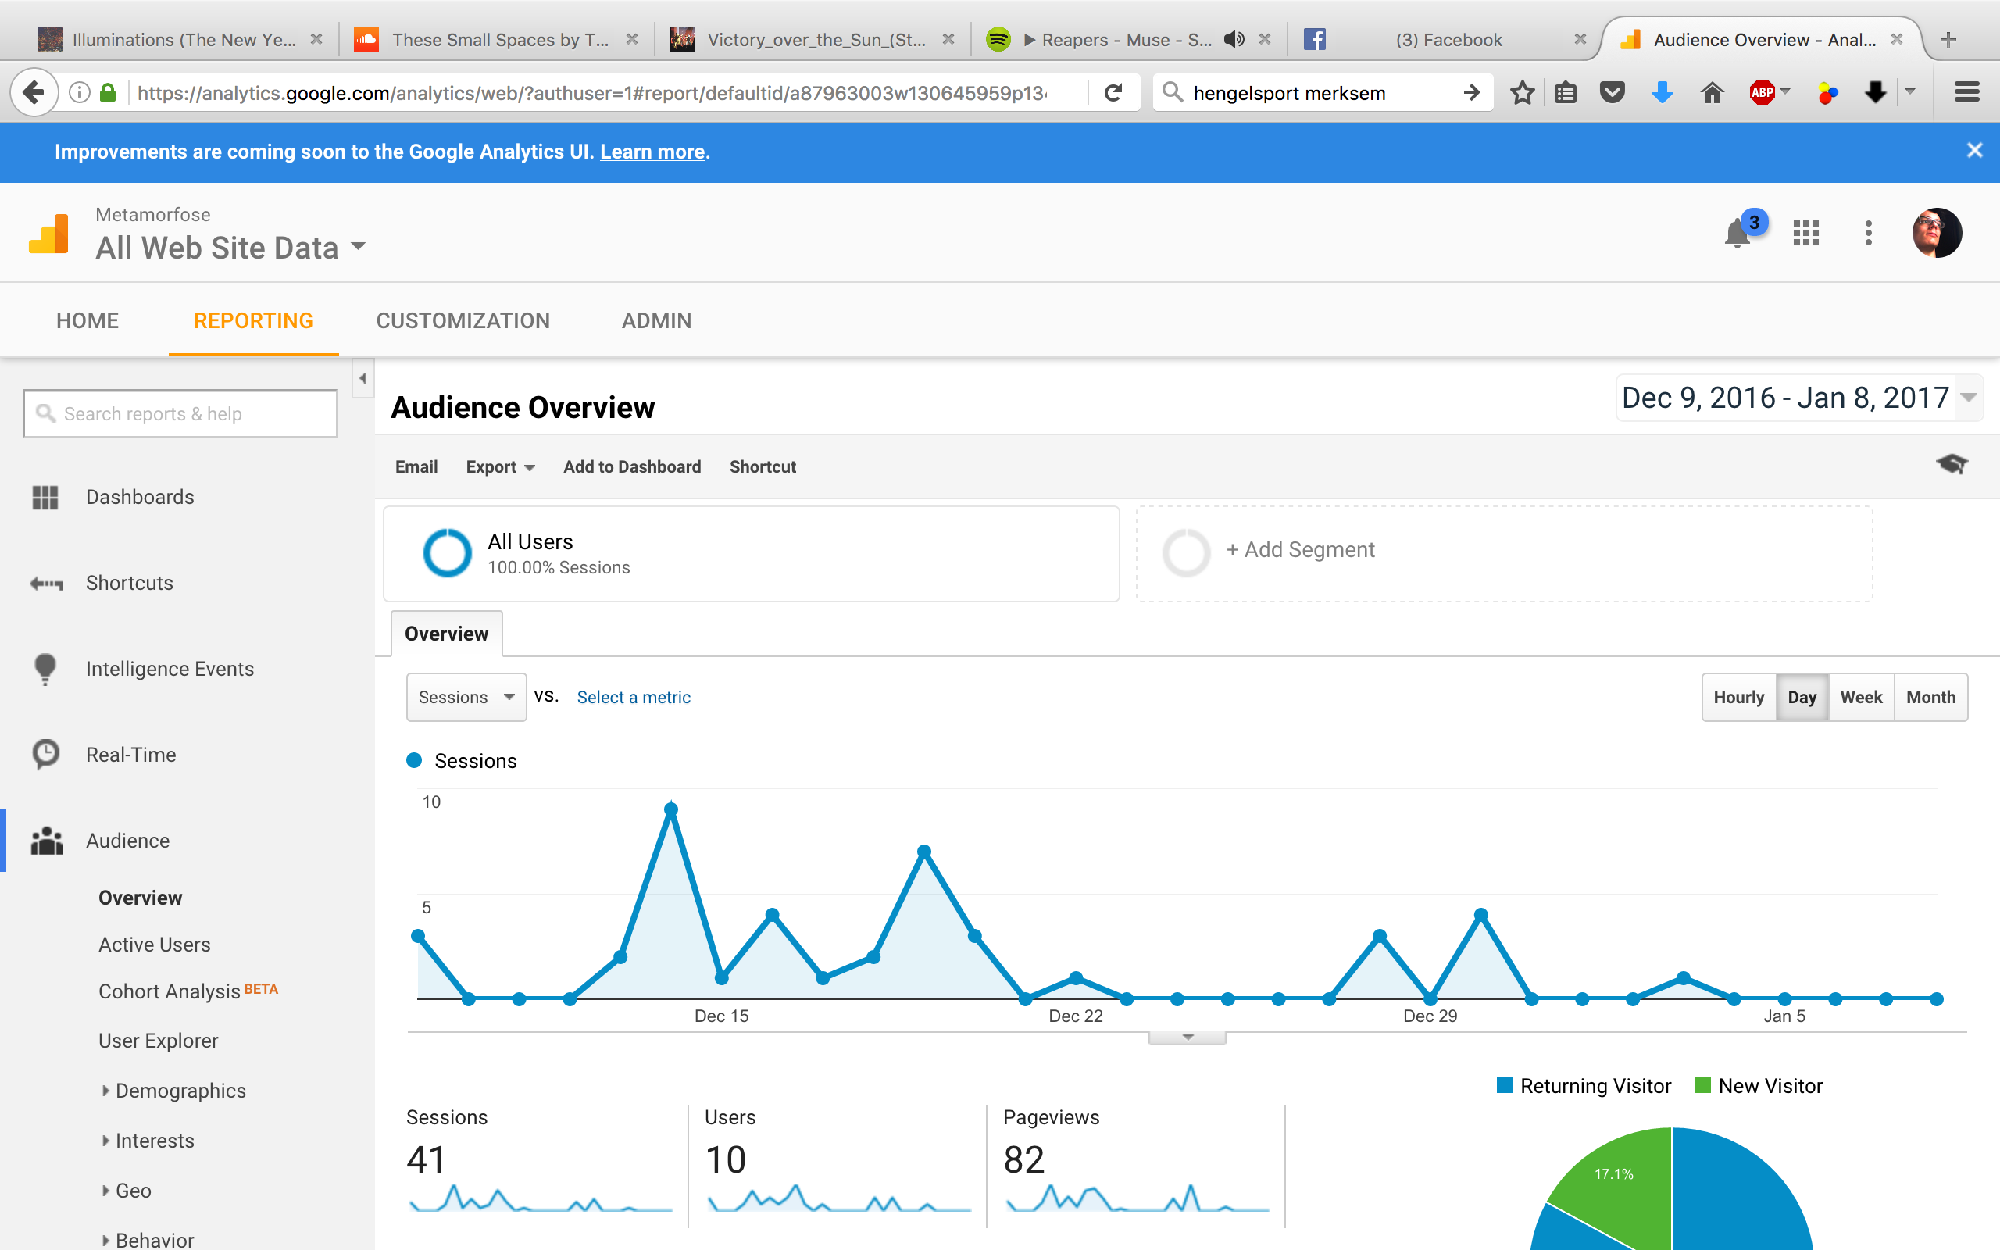 Illuminations (The New Ye...
These Small Spaces by T...
Victory_over_the_Sun_(St...
Reapers - Muse - S...
(3) Facebook
Audience Overview - Anal...
https://analytics.google.com/analytics/web/?authuser=1#report/defaultid/a87963003w130645959p13
hengelsport merksem
ABP
Improvements are coming soon to the Google Analytics UI. Learn more.
Metamorfose
All Web Site Data
3
HOME
REPORTING
CUSTOMIZATION
ADMIN
Search reports & help
Dashboards
Shortcuts
Intelligence Events
Real-Time
Audience
Overview
Active Users
Cohort Analysis BETA
User Explorer
Demographics
Interests
Geo
Behavior
Audience Overview
Dec 9, 2016 - Jan 8, 2017
Email
Export
Add to Dashboard
Shortcut
All Users
100.00% Sessions
+ Add Segment
Overview
Sessions
VS.
Select a metric
Hourly
Day
Week
Month
Sessions
10
5
Dec 15
Dec 22
Dec 29
Jan 5
Sessions
41
Users
10
Pageviews
82
Returning Visitor
New Visitor
17.1%